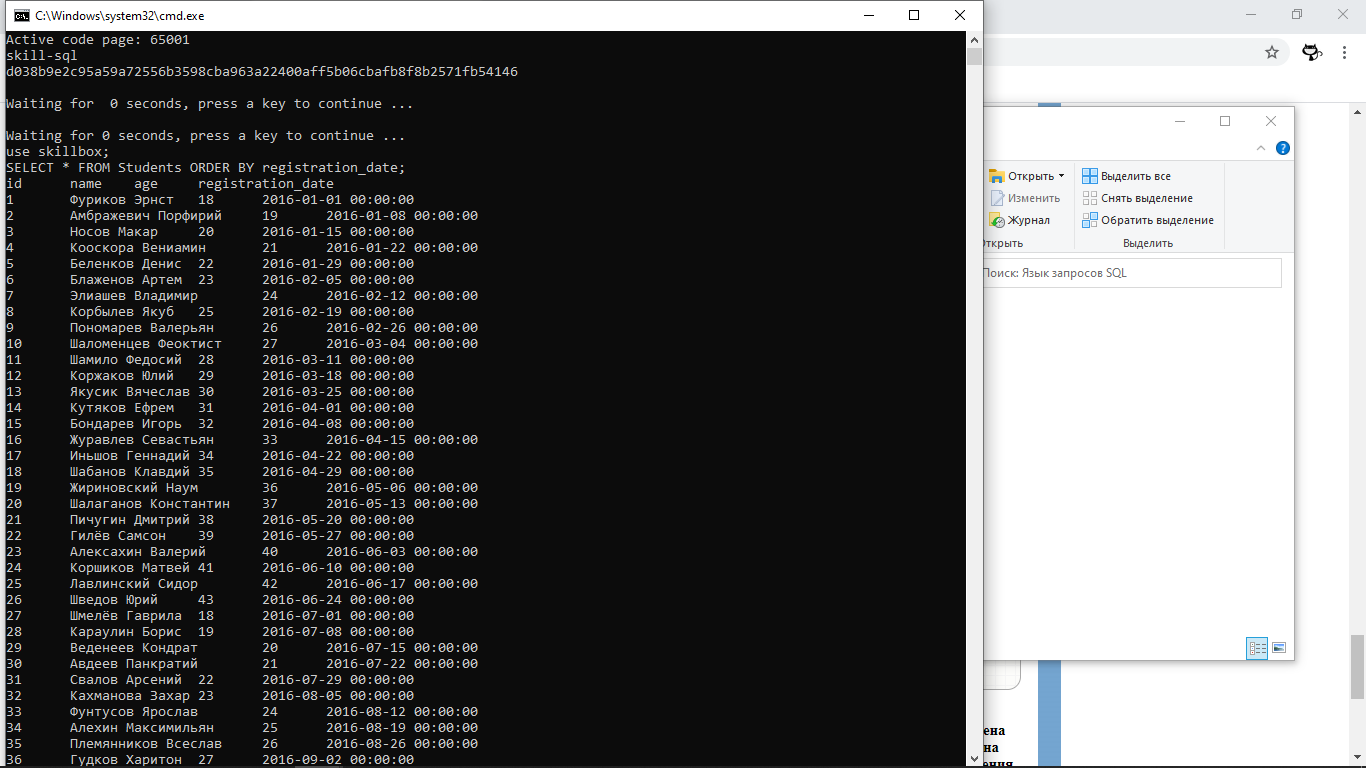 C:\Windows\system32\cmd.exe
Active code page: 65001
skill-sql
d038b9e2c95a59a72556b3598cba963a22400aff5b06cbafb8f8b2571fb54146
Waiting for  0 seconds, press a key to continue ...
Waiting for 0 seconds, press a key to continue ...
use skillbox;
SELECT * FROM Students ORDER BY registration_date;
id name age registration_date
1 Фуриков Эрнст 18 2016-01-01 00:00:00
2 Амбражевич Порфирий 19 2016-01-08 00:00:00
3 Носов Макар 20 2016-01-15 00:00:00
4 Кооскора Вениамин 21 2016-01-22 00:00:00
5 Беленков Денис 22 2016-01-29 00:00:00
6 Блаженов Артем 23 2016-02-05 00:00:00
7 Элиашев Владимир 24 2016-02-12 00:00:00
8 Корбылев Якуб 25 2016-02-19 00:00:00
9 Пономарев Валерьян 26 2016-02-26 00:00:00
10 Шаломенцев Феоктист 27 2016-03-04 00:00:00
11 Шамило Федосий 28 2016-03-11 00:00:00
12 Коржаков Юлий 29 2016-03-18 00:00:00
13 Якусик Вячеслав 30 2016-03-25 00:00:00
14 Кутяков Ефрем 31 2016-04-01 00:00:00
15 Бондарев Игорь 32 2016-04-08 00:00:00
16 Журавлев Севастьян 33 2016-04-15 00:00:00
17 Иньшов Геннадий 34 2016-04-22 00:00:00
18 Шабанов Клавдий 35 2016-04-29 00:00:00
19 Жириновский Наум 36 2016-05-06 00:00:00
20 Шалаганов Константин 37 2016-05-13 00:00:00
21 Пичугин Дмитрий 38 2016-05-20 00:00:00
22 Гилёв Самсон 39 2016-05-27 00:00:00
23 Алексахин Валерий 40 2016-06-03 00:00:00
24 Коршиков Матвей 41 2016-06-10 00:00:00
25 Лавлинский Сидор 42 2016-06-17 00:00:00
26 Шведов Юрий 43 2016-06-24 00:00:00
27 Шмелёв Гаврила 18 2016-07-01 00:00:00
28 Караулин Борис 19 2016-07-08 00:00:00
29 Веденеев Кондрат 20 2016-07-15 00:00:00
30 Авдеев Панкратий 21 2016-07-22 00:00:00
31 Свалов Арсений 22 2016-07-29 00:00:00
32 Кахманова Захар 23 2016-08-05 00:00:00
33 Фунтусов Ярослав 24 2016-08-12 00:00:00
34 Алехин Максимильян 25 2016-08-19 00:00:00
35 Племянников Всеслав 26 2016-08-26 00:00:00
36 Гудков Харитон 27 2016-09-02 00:00:00
Открыть
Изменить
Журнал
Открыть
Выделить все
Снять выделение
Обратить выделение
Выделить
Поиск: Язык запросов SQL
ена
на